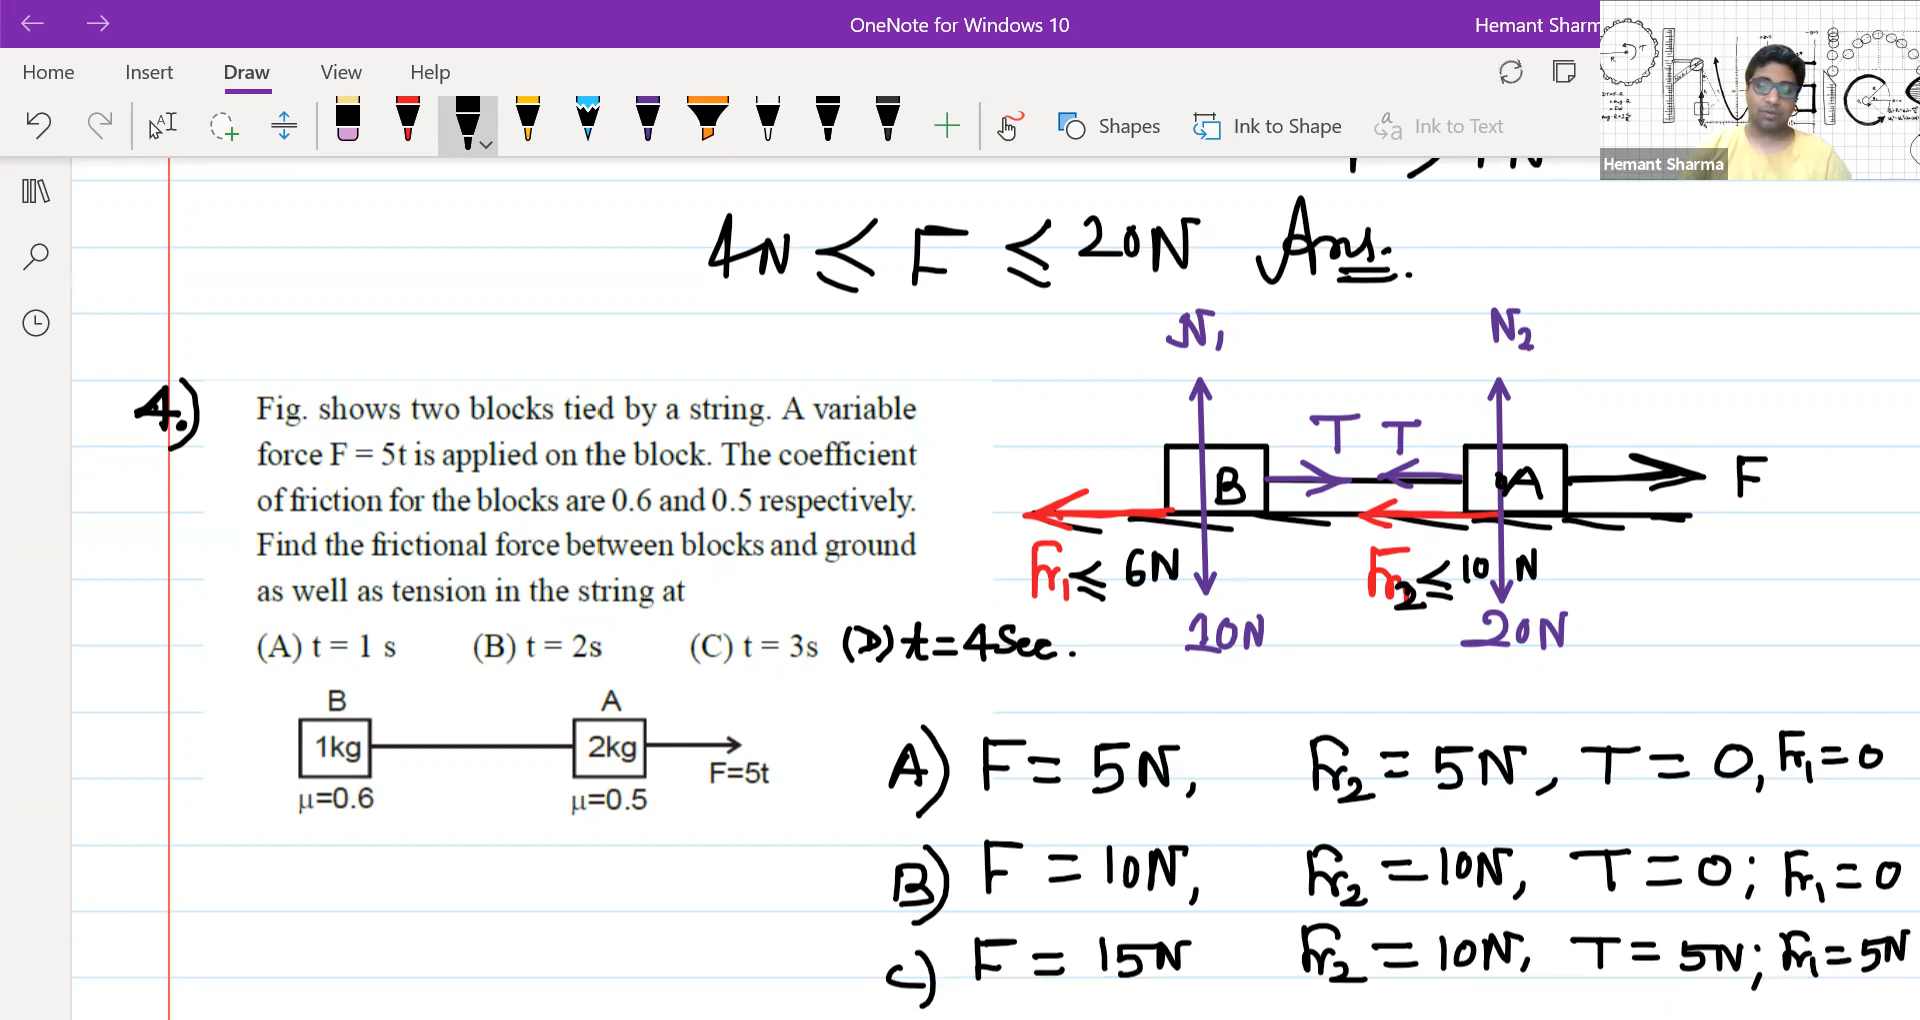 OneNote for Windows 10
Hemant Sharm
Home Insert Draw View Help
Shapes Ink to Shape Ink to Text
Hemant Sharma
4N ≤ F ≤ 20N Ans.
4.)
Fig. shows two blocks tied by a string. A variable
force F = 5t is applied on the block. The coefficient
of friction for the blocks are 0.6 and 0.5 respectively.
Find the frictional force between blocks and ground
as well as tension in the string at
(A) t = 1 s (B) t = 2s (C) t = 3s (D) t = 4 Sec.
B A
1kg 2kg
F=5t
μ=0.6 μ=0.5
N1 N2
T T
B A F
Fr1 ≤ 6N Fr2 ≤ 10 N
10N 20N
A) F = 5N, Fr2 = 5N, T = 0, Fr1 = 0
B) F = 10N, Fr2 = 10N, T = 0; Fr1 = 0
C) F = 15N Fr2 = 10N, T = 5N; Fr1 = 5N